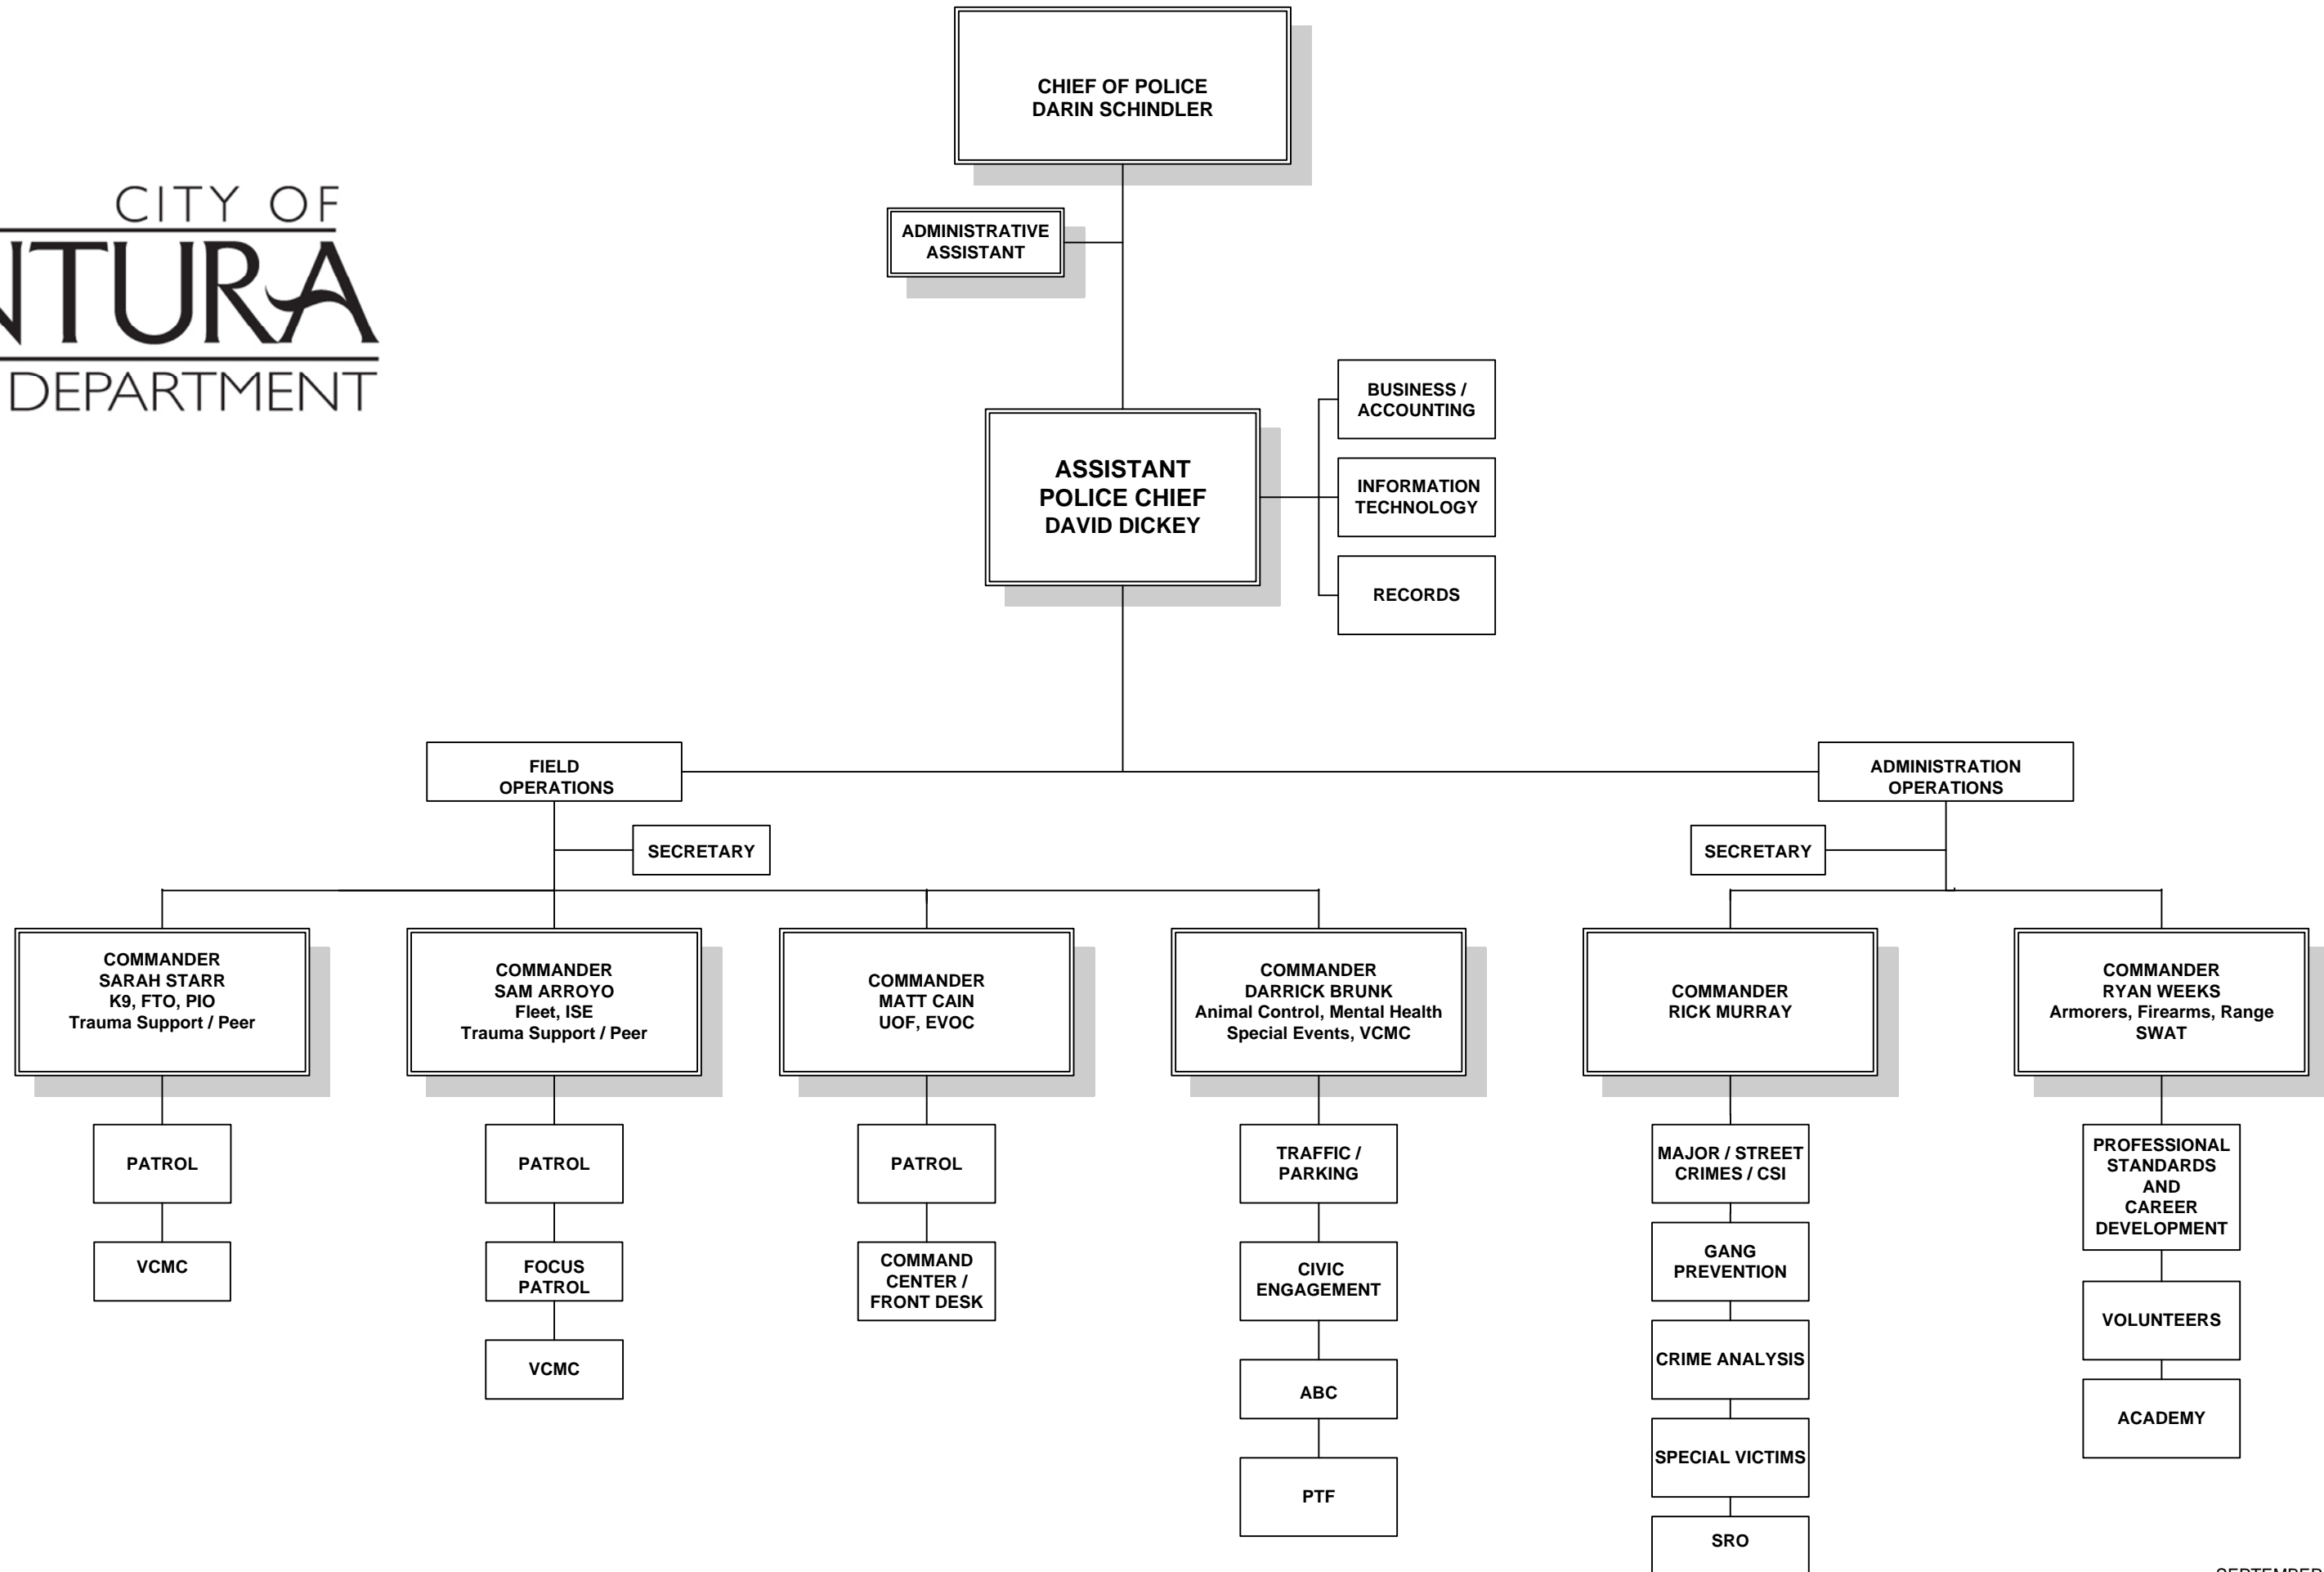 CHIEF OF POLICE
DARIN SCHINDLER
CITY OF
NTURA
DEPARTMENT
ADMINISTRATIVE
ASSISTANT
ASSISTANT
POLICE CHIEF
DAVID DICKEY
BUSINESS /
ACCOUNTING
INFORMATION
TECHNOLOGY
RECORDS
FIELD
OPERATIONS
SECRETARY
ADMINISTRATION
OPERATIONS
SECRETARY
COMMANDER
SARAH STARR
K9, FTO, PIO
Trauma Support / Peer
PATROL
VCMC
COMMANDER
SAM ARROYO
Fleet, ISE
Trauma Support / Peer
PATROL
FOCUS
PATROL
VCMC
COMMANDER
MATT CAIN
UOF, EVOC
PATROL
COMMAND
CENTER /
FRONT DESK
COMMANDER
DARRICK BRUNK
Animal Control, Mental Health
Special Events, VCMC
TRAFFIC /
PARKING
CIVIC
ENGAGEMENT
ABC
PTF
COMMANDER
RICK MURRAY
MAJOR / STREET
CRIMES / CSI
GANG
PREVENTION
CRIME ANALYSIS
SPECIAL VICTIMS
SRO
COMMANDER
RYAN WEEKS
Armorers, Firearms, Range
SWAT
PROFESSIONAL
STANDARDS
AND
CAREER
DEVELOPMENT
VOLUNTEERS
ACADEMY
SEPTEMBER